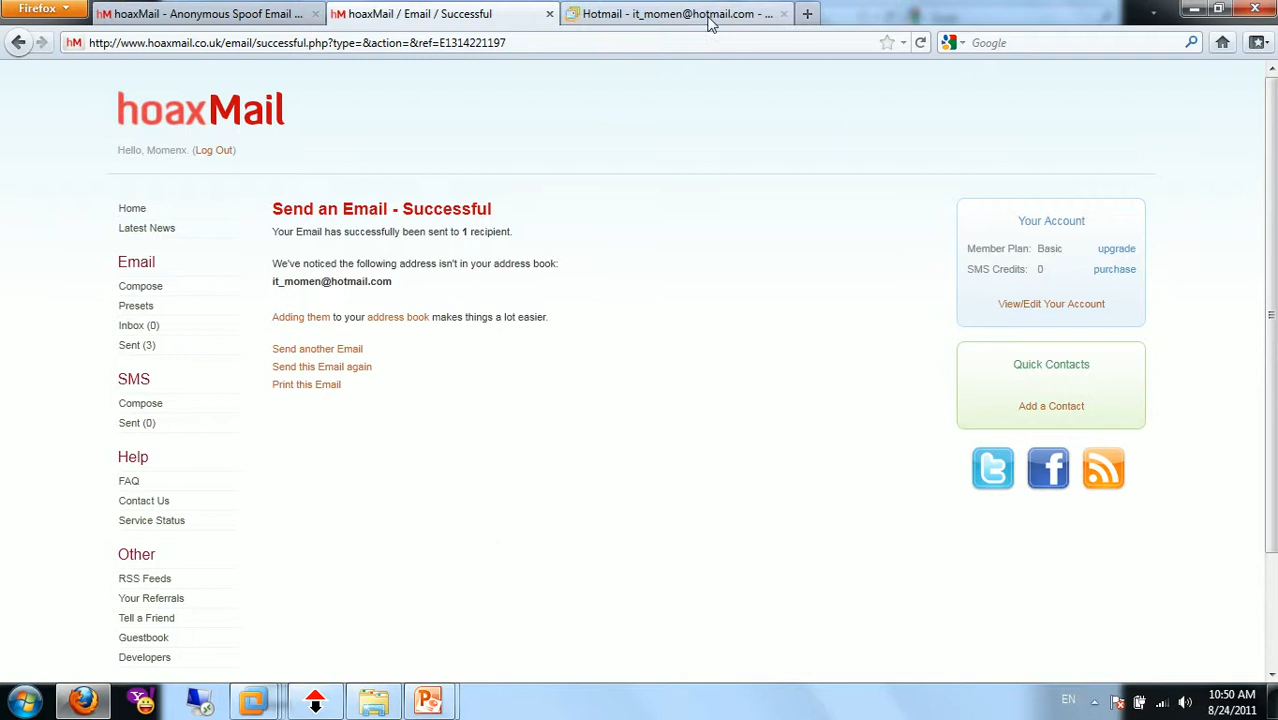 Firefox
hoaxMail - Anonymous Spoof Email ...
hoaxMail / Email / Successful
Hotmail - it_momen@hotmail.com - ...
http://www.hoaxmail.co.uk/email/successful.php?type=&action=&ref=E1314221197
Google
hoaxMail
Hello, Momenx. (Log Out)
Home
Latest News
Email
Compose
Presets
Inbox (0)
Sent (3)
SMS
Compose
Sent (0)
Help
FAQ
Contact Us
Service Status
Other
RSS Feeds
Your Referrals
Tell a Friend
Guestbook
Developers
Send an Email - Successful
Your Email has successfully been sent to 1 recipient.
We've noticed the following address isn't in your address book:
it_momen@hotmail.com
Adding them to your address book makes things a lot easier.
Send another Email
Send this Email again
Print this Email
Your Account
Member Plan: Basic upgrade
SMS Credits: 0 purchase
View/Edit Your Account
Quick Contacts
Add a Contact
EN
10:50 AM
8/24/2011